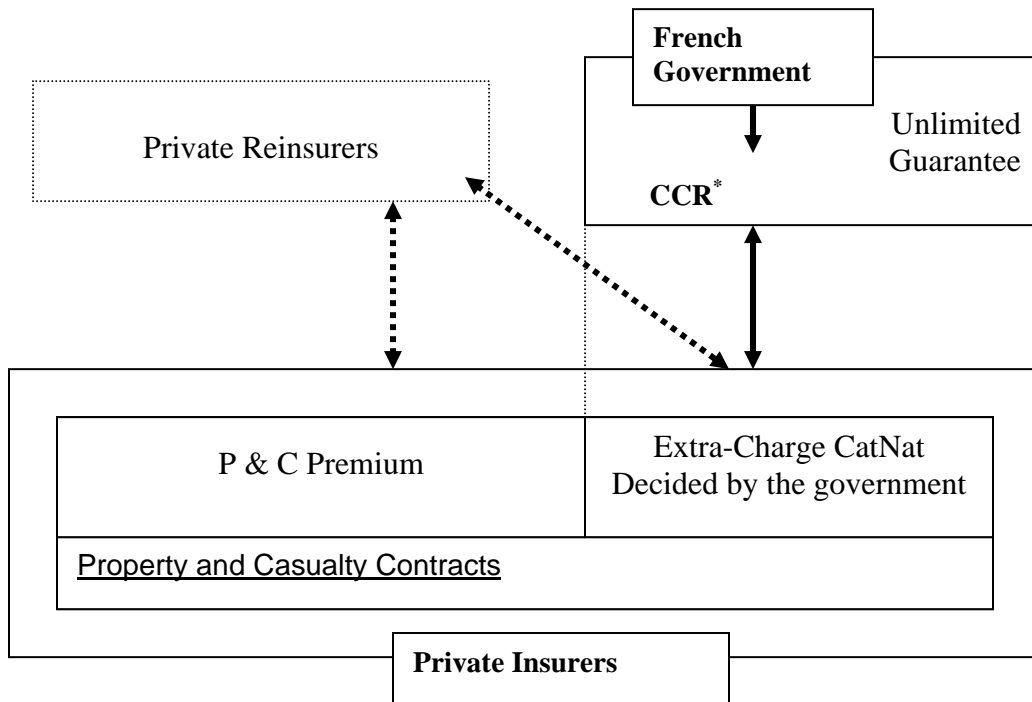 French
Government
Private Reinsurers
Unlimited
Guarantee
CCR*
P & C Premium
Extra-Charge CatNat
Decided by the government
Property and Casualty Contracts
Private Insurers